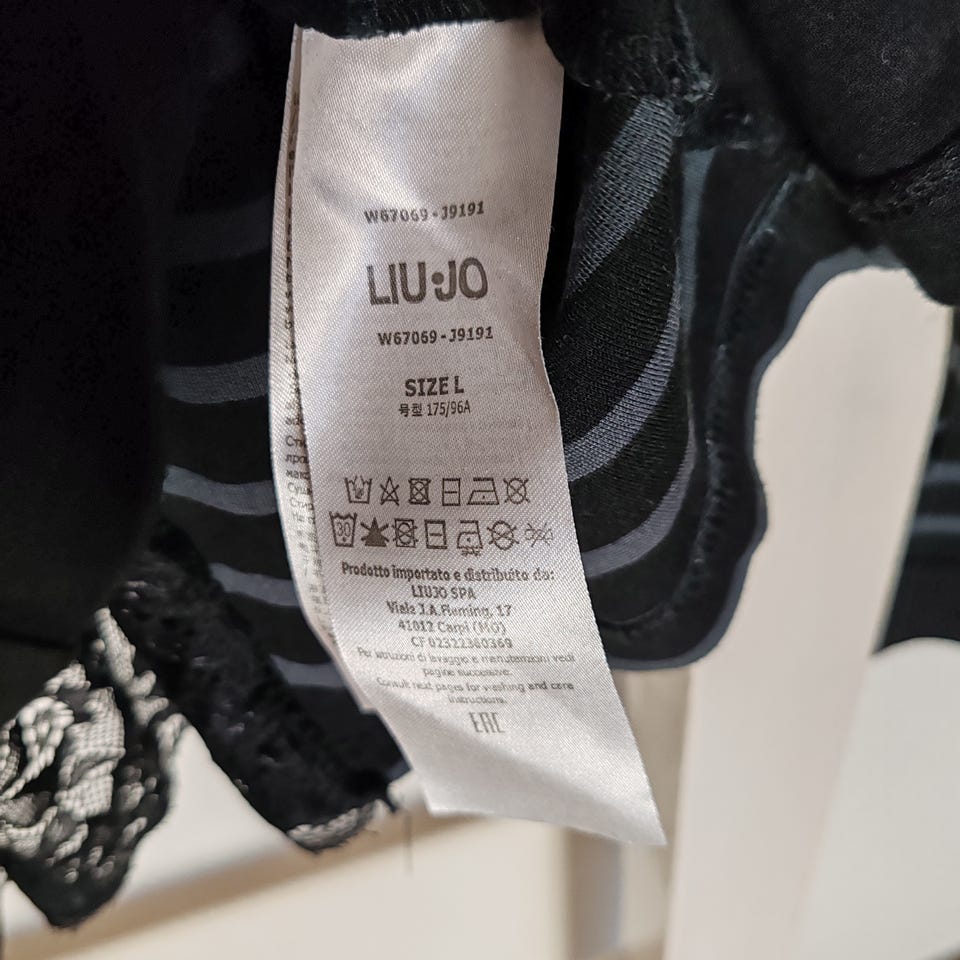 W67069-J9191
LIU·JO
W67069-J9191
SIZE L
号型 175/96A
30
Prodotto importato e distribuito da:
LIUJO SPA
Viale J.A.Fleming, 17
41012 Carpi (MO)
CF 02322360369
Per istruzioni di lavaggio e manutenzioni vedi
pagine successive.
Consult next pages for washing and care
instructions.
EAC